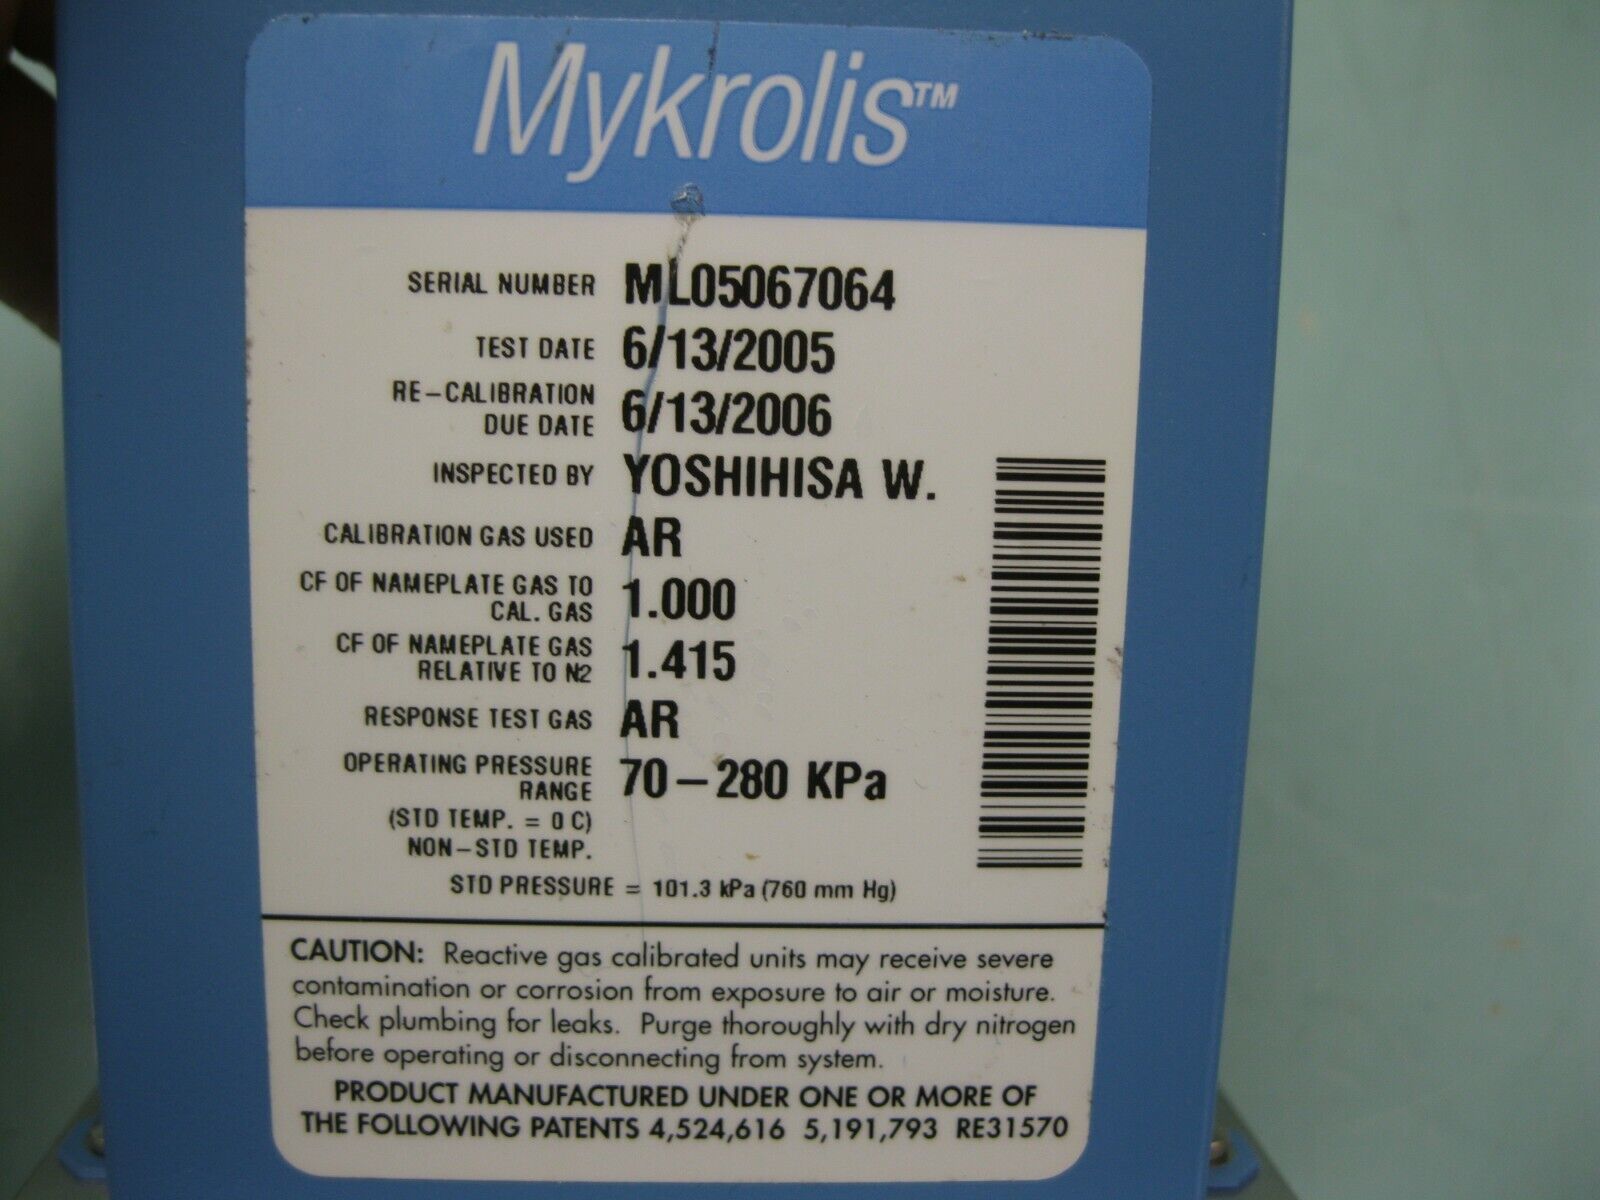 Mykrolis™
SERIAL NUMBER ML05067064
TEST DATE 6/13/2005
RE-CALIBRATION
DUE DATE 6/13/2006
INSPECTED BY YOSHIHISA W.
CALIBRATION GAS USED AR
CF OF NAMEPLATE GAS TO
CAL. GAS 1.000
CF OF NAMEPLATE GAS
RELATIVE TO N2 1.415
RESPONSE TEST GAS AR
OPERATING PRESSURE
RANGE 70-280 KPa
(STD TEMP. = 0 C)
NON-STD TEMP.
STD PRESSURE = 101.3 kPa (760 mm Hg)
CAUTION: Reactive gas calibrated units may receive severe
contamination or corrosion from exposure to air or moisture.
Check plumbing for leaks. Purge thoroughly with dry nitrogen
before operating or disconnecting from system.
PRODUCT MANUFACTURED UNDER ONE OR MORE OF
THE FOLLOWING PATENTS 4,524,616 5,191,793 RE31570